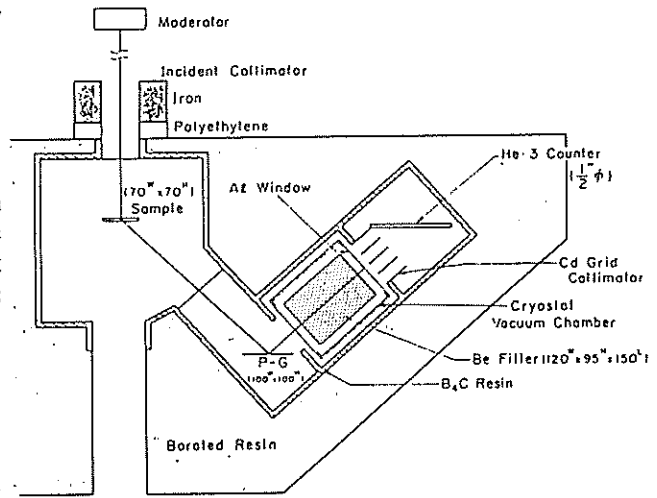 Moderator
Incident Collimator
Iron
Polyethylene
He-3 Counter
(1/2"φ)
(70ᵂ x 70ᴴ)
Sample
Aℓ Window
Cd Grid
Collimator
Cryostat
Vacuum Chamber
P-G
(100ᵂ x 100ᴴ)
Be Filler (120ᵂ x 95ᴴ x 150ᴸ)
B₄C Resin
Borated Resin